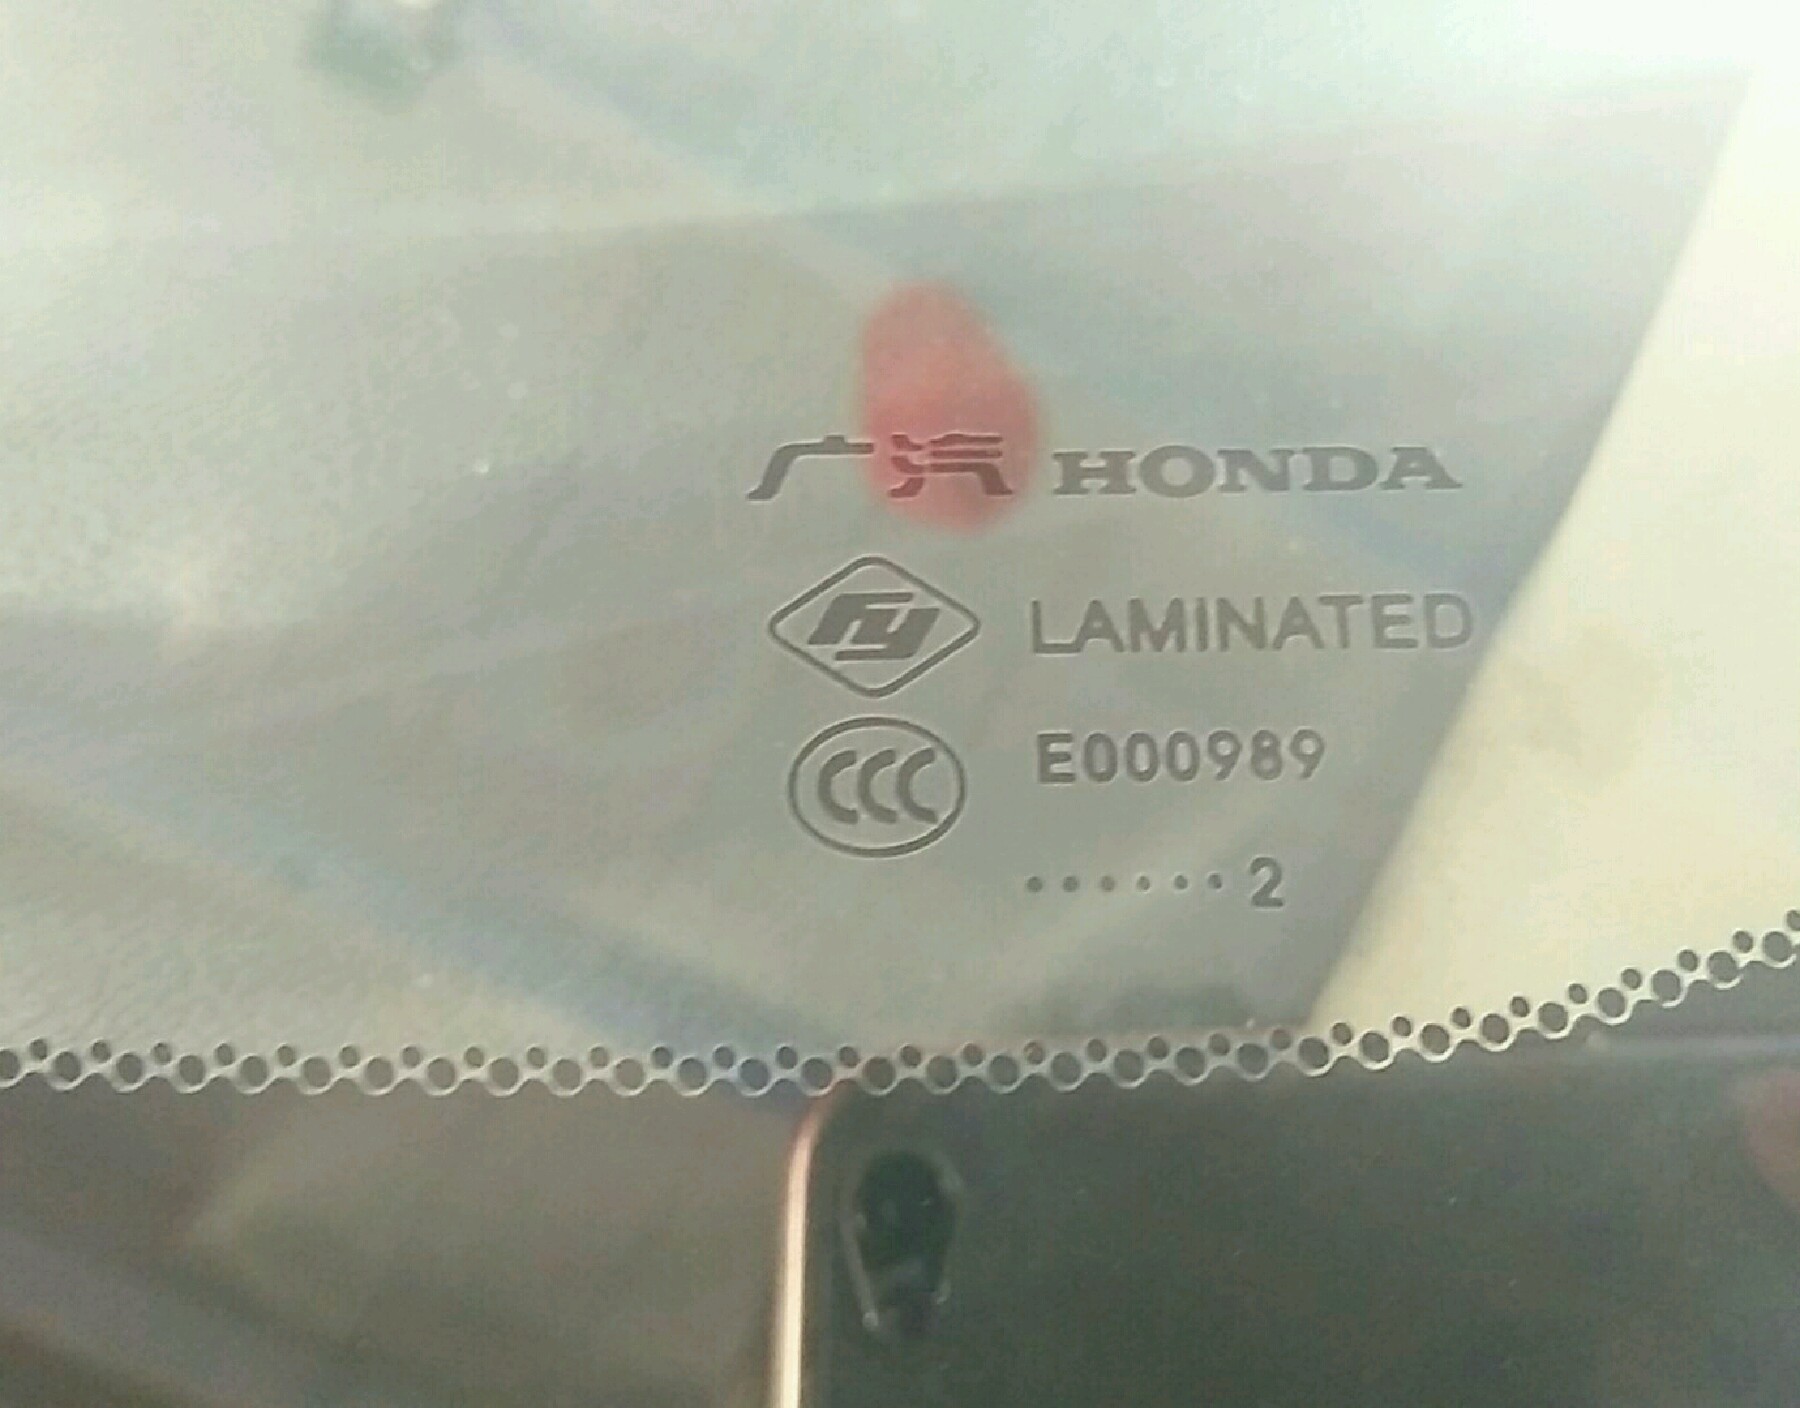 广汽 HONDA
FY LAMINATED
CCC E000989
······2